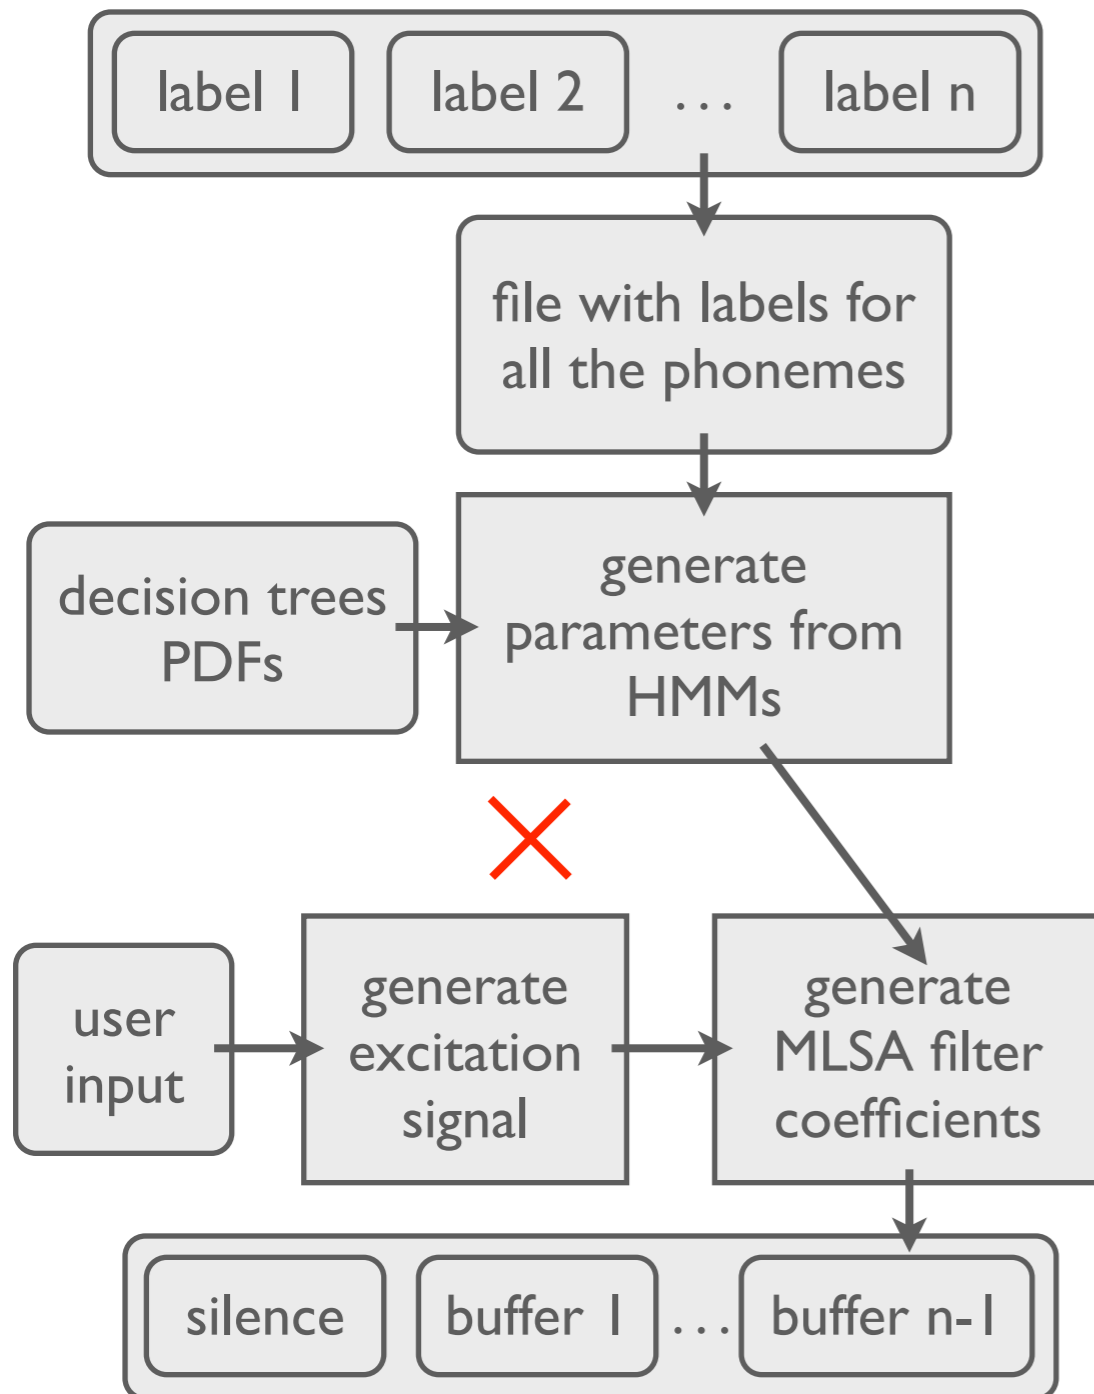 label 1 label 2 ... label n
file with labels for
all the phonemes
decision trees
PDFs
generate
parameters from
HMMs
user
input
generate
excitation
signal
generate
MLSA filter
coefficients
silence buffer 1 ... buffer n-1